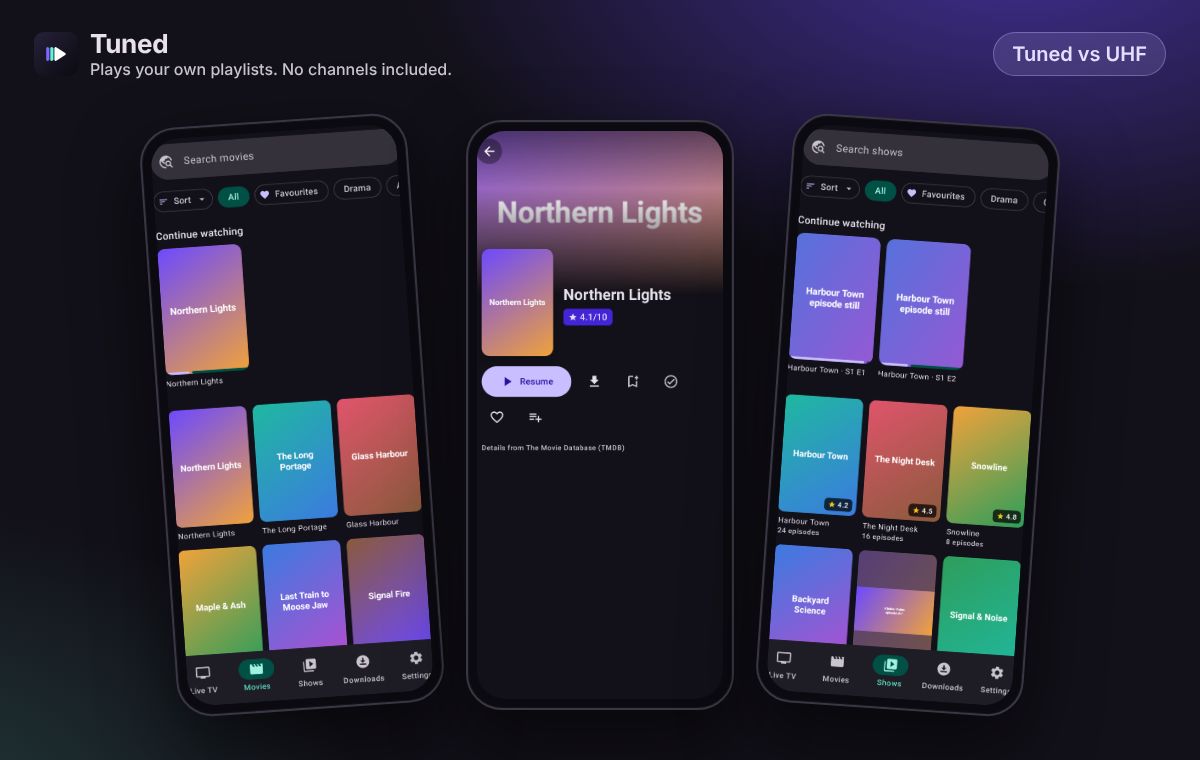 Tuned
Plays your own playlists. No channels included.
Tuned vs UHF
Search movies
Sort
All
Favourites
Drama
Continue watching
Northern Lights
Northern Lights
Northern Lights
The Long
Portage
Glass Harbour
Northern Lights
The Long Portage
Glass Harbour
Maple & Ash
Last Train to
Moose Jaw
Signal Fire
Live TV
Movies
Shows
Downloads
Settings
Northern Lights
Northern Lights
Northern Lights
4.1/10
Resume
Details from The Movie Database (TMDB)
Search shows
Sort
All
Favourites
Drama
Continue watching
Harbour Town
episode still
Harbour Town
episode still
Harbour Town · S1 E1
Harbour Town · S1 E2
Harbour Town
4.2
The Night Desk
4.5
Snowline
4.8
Harbour Town
24 episodes
The Night Desk
16 episodes
Snowline
8 episodes
Backyard
Science
Signal & Noise
Live TV
Movies
Shows
Downloads
Settings